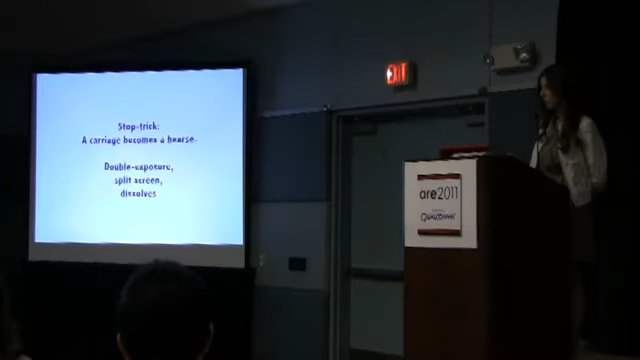 Stop-trick:
A carriage becomes a hearse.
Double-exposure,
split screen,
dissolves
EXIT
are2011
QUALCOMM